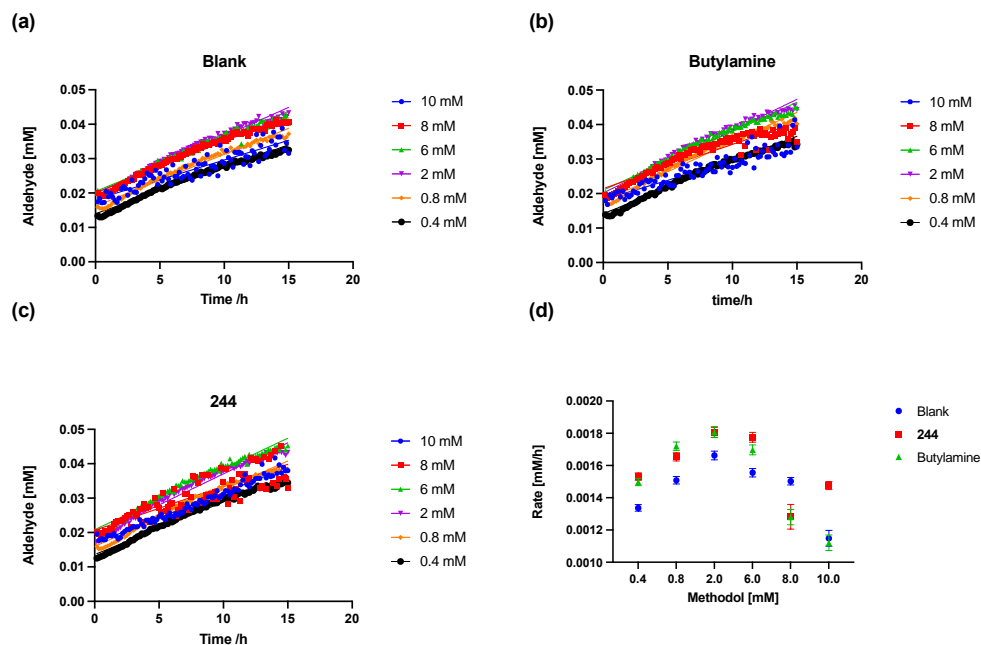 (a)
Blank
Aldehyde [mM]
0.05
0.04
0.03
0.02
0.01
0.00
0
5
10
15
20
Time /h
10 mM
8 mM
6 mM
2 mM
0.8 mM
0.4 mM
(b)
Butylamine
Aldehyde [mM]
0.05
0.04
0.03
0.02
0.01
0.00
0
5
10
15
20
time/h
10 mM
8 mM
6 mM
2 mM
0.8 mM
0.4 mM
(c)
244
Aldehyde [mM]
0.05
0.04
0.03
0.02
0.01
0.00
0
5
10
15
20
Time /h
10 mM
8 mM
6 mM
2 mM
0.8 mM
0.4 mM
(d)
Rate [mM/h]
0.0020
0.0018
0.0016
0.0014
0.0012
0.0010
0.4
0.8
2.0
6.0
8.0
10.0
Methodol [mM]
Blank
244
Butylamine